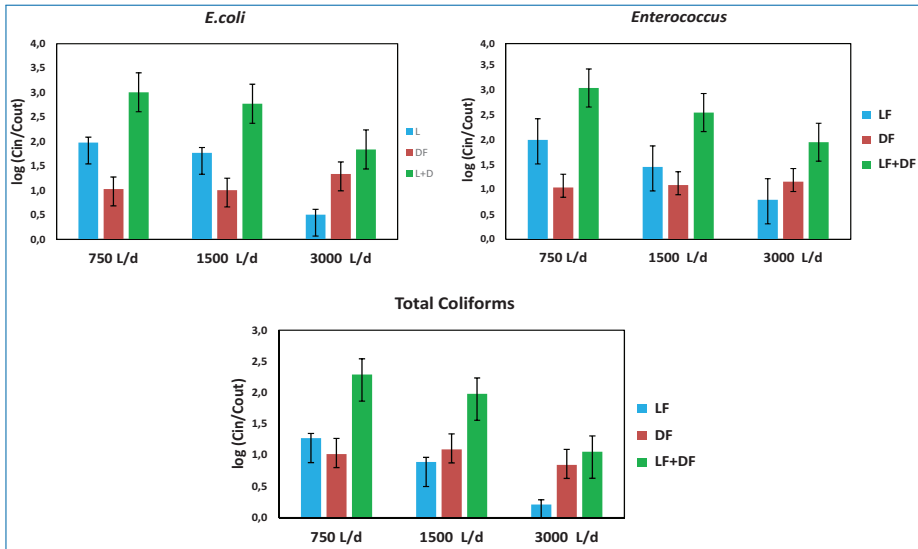 E.coli
log (Cin/Cout)
4,0
3,5
3,0
2,5
2,0
1,5
1,0
0,5
0,0
750 L/d 1500 L/d 3000 L/d
L
DF
L+D
Enterococcus
log (Cin/Cout)
4,0
3,5
3,0
2,5
2,0
1,5
1,0
0,5
0,0
750 L/d 1500 L/d 3000 L/d
LF
DF
LF+DF
Total Coliforms
log (Cin/Cout)
3,0
2,5
2,0
1,5
1,0
0,5
0,0
750 L/d 1500 L/d 3000 L/d
LF
DF
LF+DF